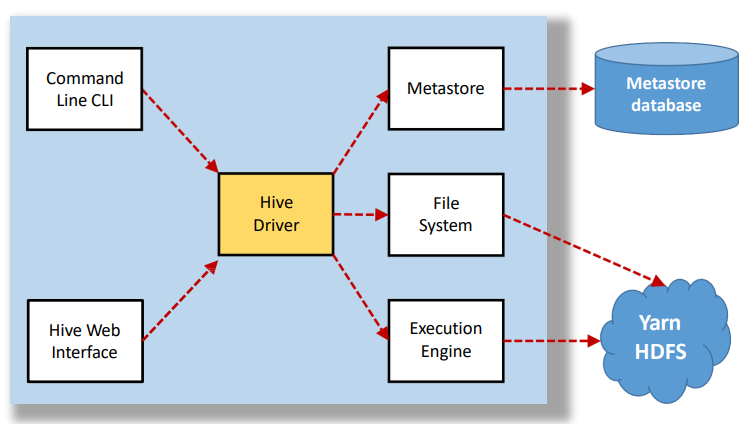 Command
Line CLI
Metastore
Metastore
database
Hive
Driver
File
System
Hive Web
Interface
Execution
Engine
Yarn
HDFS